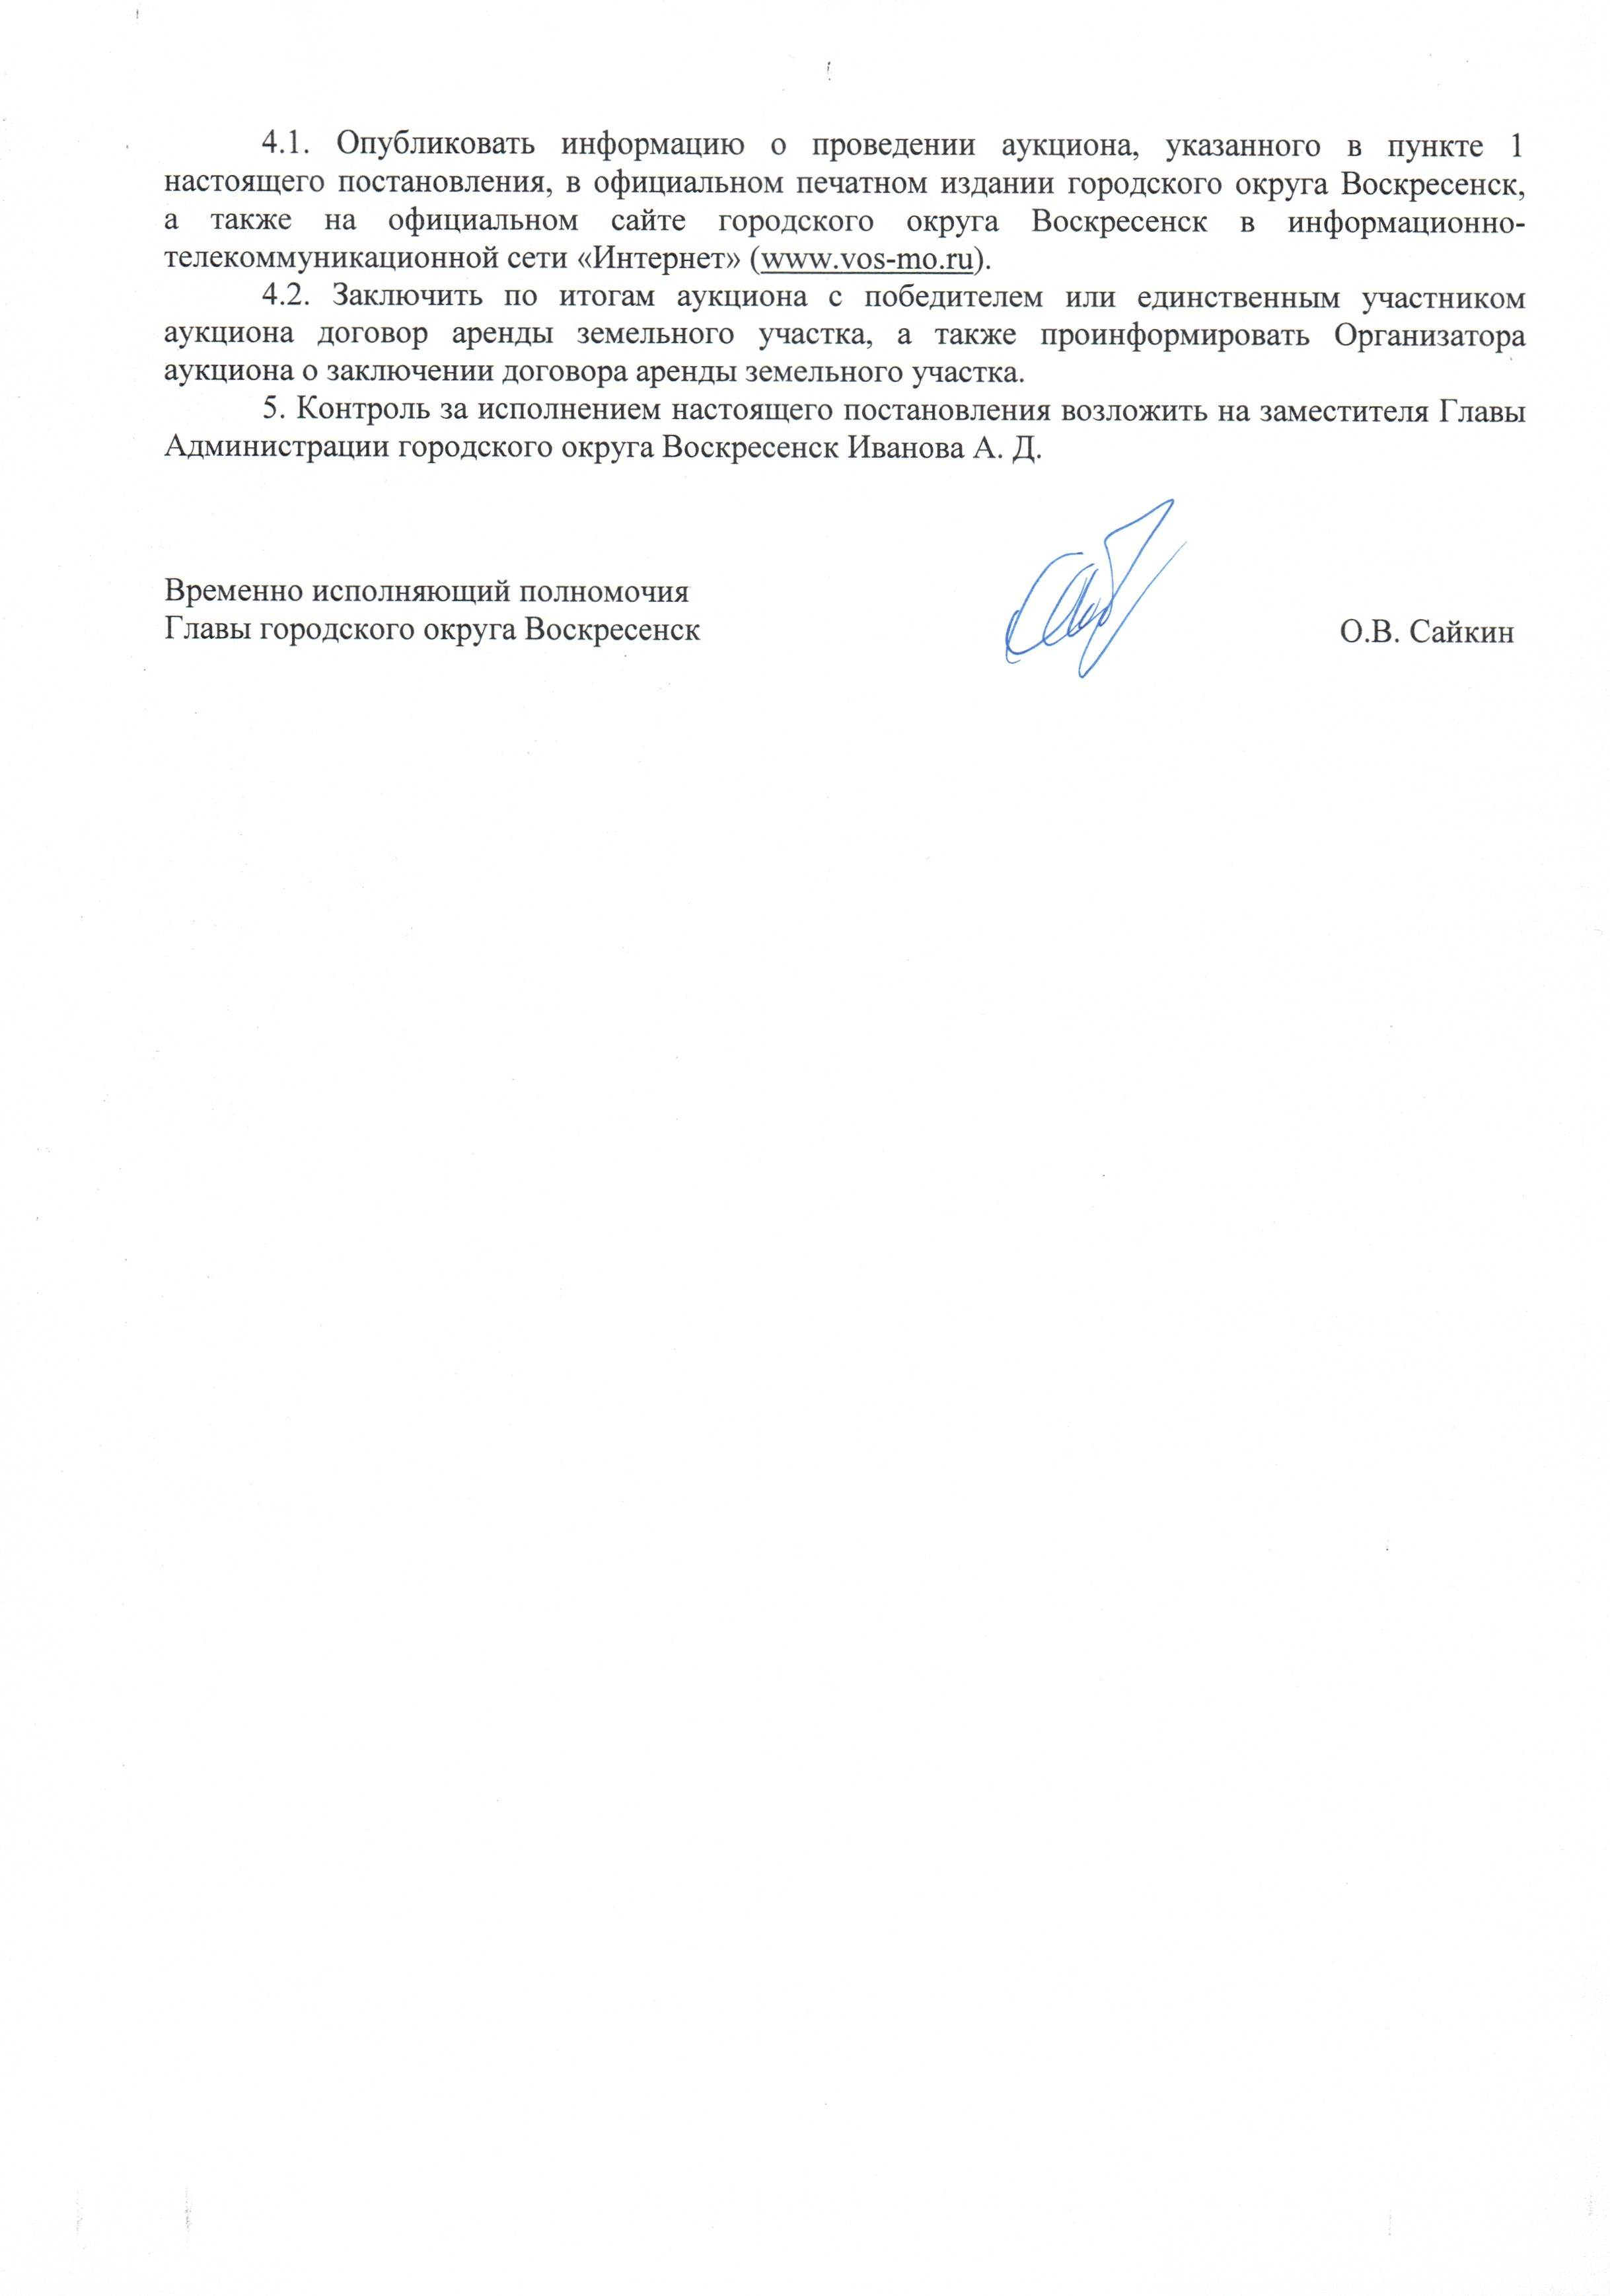 4.1. Опубликовать информацию о проведении аукциона, указанного в пункте 1
настоящего постановления, в официальном печатном издании городского округа Воскресенск,
а также на официальном сайте городского округа Воскресенск в информационно-
телекоммуникационной сети «Интернет» (www.vos-mo.ru).
4.2. Заключить по итогам аукциона с победителем или единственным участником
аукциона договор аренды земельного участка, а также проинформировать Организатора
аукциона о заключении договора аренды земельного участка.
5. Контроль за исполнением настоящего постановления возложить на заместителя Главы
Администрации городского округа Воскресенск Иванова А. Д.
Временно исполняющий полномочия
Главы городского округа Воскресенск О.В. Сайкин